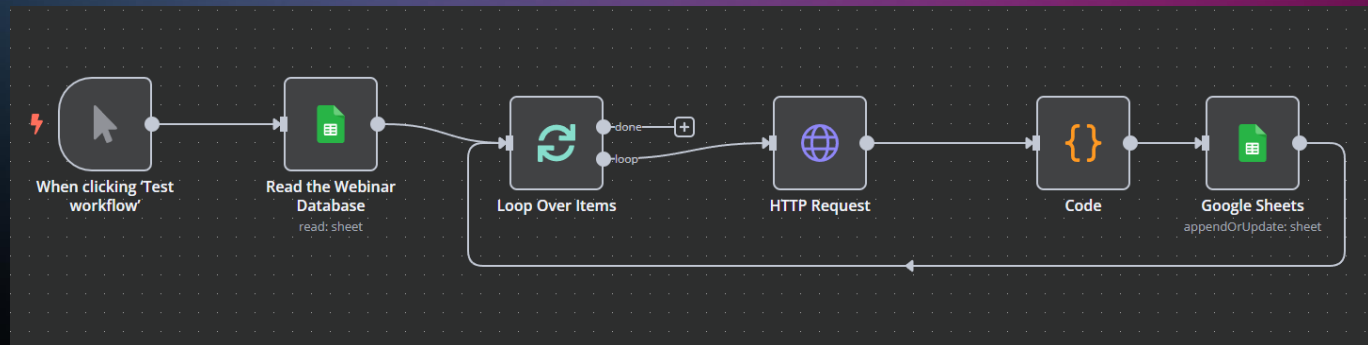 When clicking ‘Test
workflow’
Read the Webinar
Database
read: sheet
Loop Over Items
done
loop
HTTP Request
Code
Google Sheets
appendOrUpdate: sheet